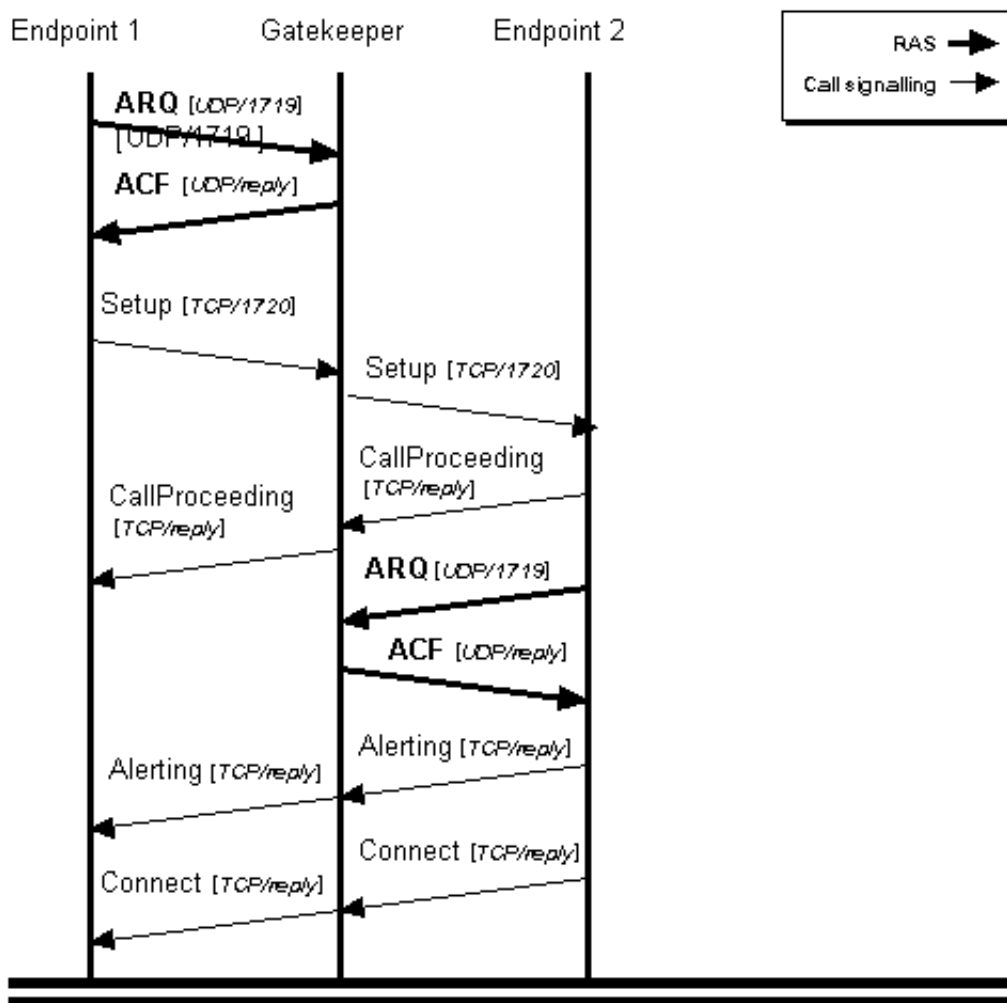 Endpoint 1 Gatekeeper Endpoint 2
RAS
Call signalling
ARQ [UDP/1719]
[UDP/1719]
ACF [UDP/reply]
Setup [TCP/1720]
Setup [TCP/1720]
CallProceeding
[TCP/reply]
CallProceeding
[TCP/reply]
ARQ [UDP/1719]
ACF [UDP/reply]
Alerting [TCP/reply]
Alerting [TCP/reply]
Connect [TCP/reply]
Connect [TCP/reply]